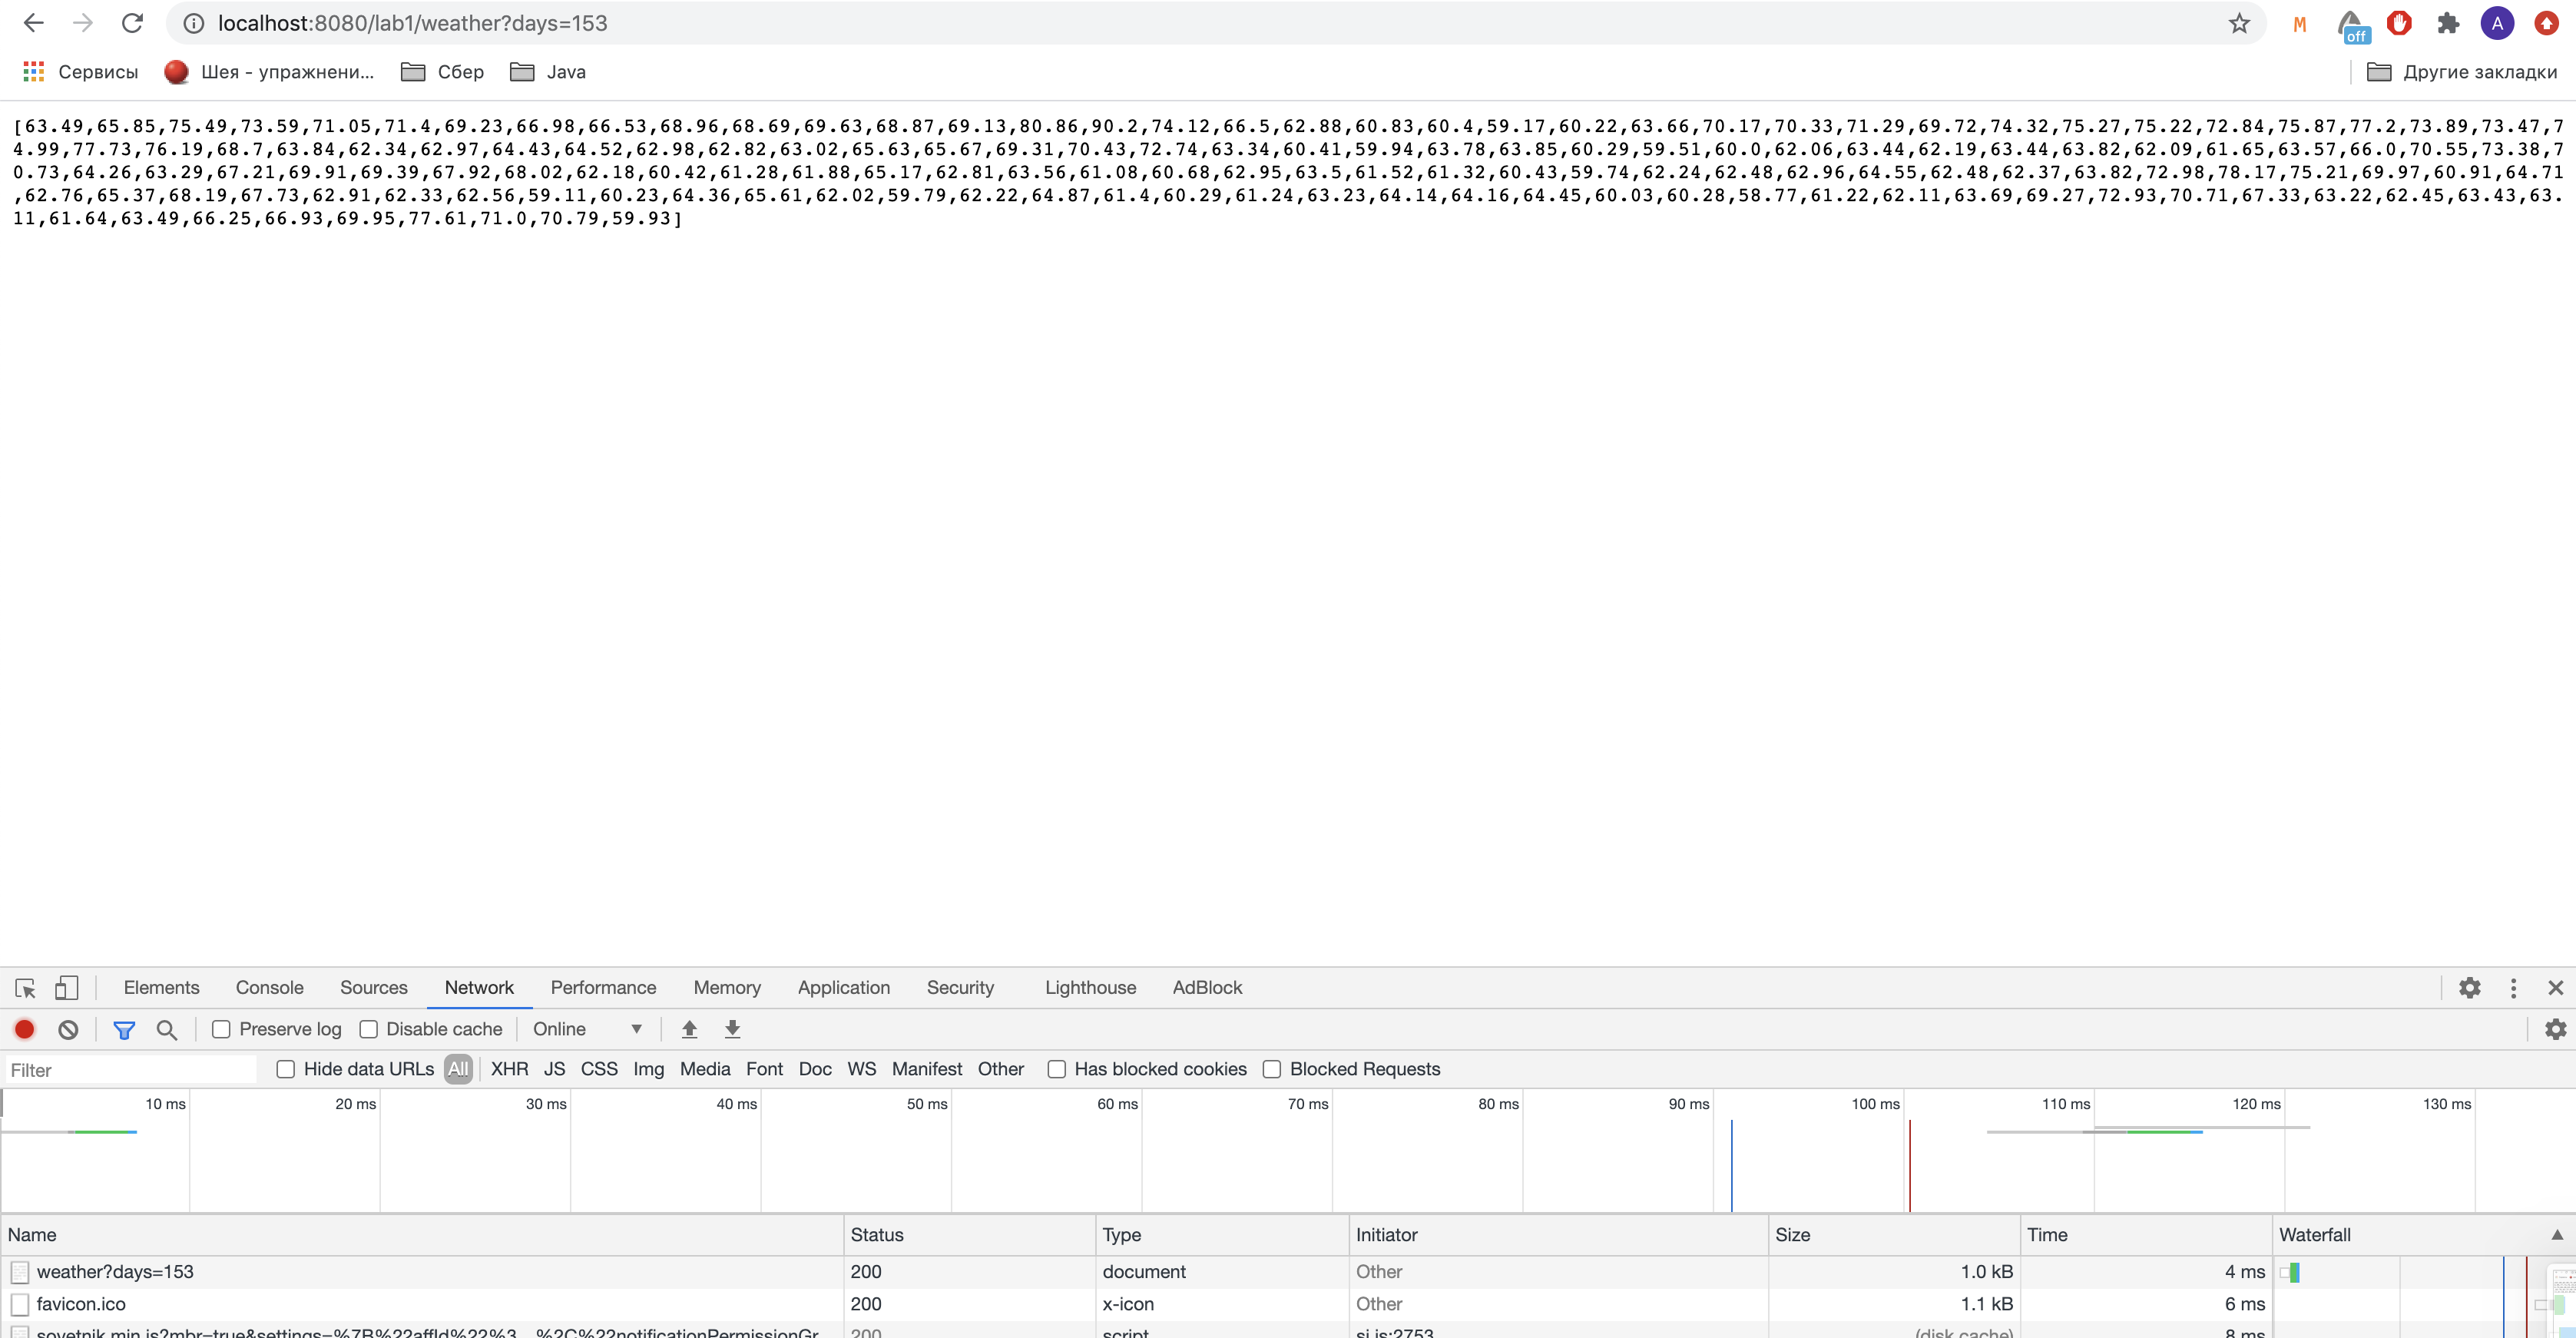 localhost:8080/lab1/weather?days=153
M
off
A
Сервисы
Шея - упражнени...
Сбер
Java
Другие закладки
[63.49,65.85,75.49,73.59,71.05,71.4,69.23,66.98,66.53,68.96,68.69,69.63,68.87,69.13,80.86,90.2,74.12,66.5,62.88,60.83,60.4,59.17,60.22,63.66,70.17,70.33,71.29,69.72,74.32,75.27,75.22,72.84,75.87,77.2,73.89,73.47,7
4.99,77.73,76.19,68.7,63.84,62.34,62.97,64.43,64.52,62.98,62.82,63.02,65.63,65.67,69.31,70.43,72.74,63.34,60.41,59.94,63.78,63.85,60.29,59.51,60.0,62.06,63.44,62.19,63.44,63.82,62.09,61.65,63.57,66.0,70.55,73.38,7
0.73,64.26,63.29,67.21,69.91,69.39,67.92,68.02,62.18,60.42,61.28,61.88,65.17,62.81,63.56,61.08,60.68,62.95,63.5,61.52,61.32,60.43,59.74,62.24,62.48,62.96,64.55,62.48,62.37,63.82,72.98,78.17,75.21,69.97,60.91,64.71
,62.76,65.37,68.19,67.73,62.91,62.33,62.56,59.11,60.23,64.36,65.61,62.02,59.79,62.22,64.87,61.4,60.29,61.24,63.23,64.14,64.16,64.45,60.03,60.28,58.77,61.22,62.11,63.69,69.27,72.93,70.71,67.33,63.22,62.45,63.43,63.
11,61.64,63.49,66.25,66.93,69.95,77.61,71.0,70.79,59.93]
Elements Console Sources Network Performance Memory Application Security Lighthouse AdBlock
Preserve log Disable cache Online
Filter Hide data URLs All XHR JS CSS Img Media Font Doc WS Manifest Other Has blocked cookies Blocked Requests
10 ms 20 ms 30 ms 40 ms 50 ms 60 ms 70 ms 80 ms 90 ms 100 ms 110 ms 120 ms 130 ms
Name Status Type Initiator Size Time Waterfall
weather?days=153 200 document Other 1.0 kB 4 ms
favicon.ico 200 x-icon Other 1.1 kB 6 ms
sovetnik.min.js?mbr=true&settings=%7B%22affId%22%3...%2C%22notificationPermissionGr... 200 script si.js:2753 (disk cache) 8 ms